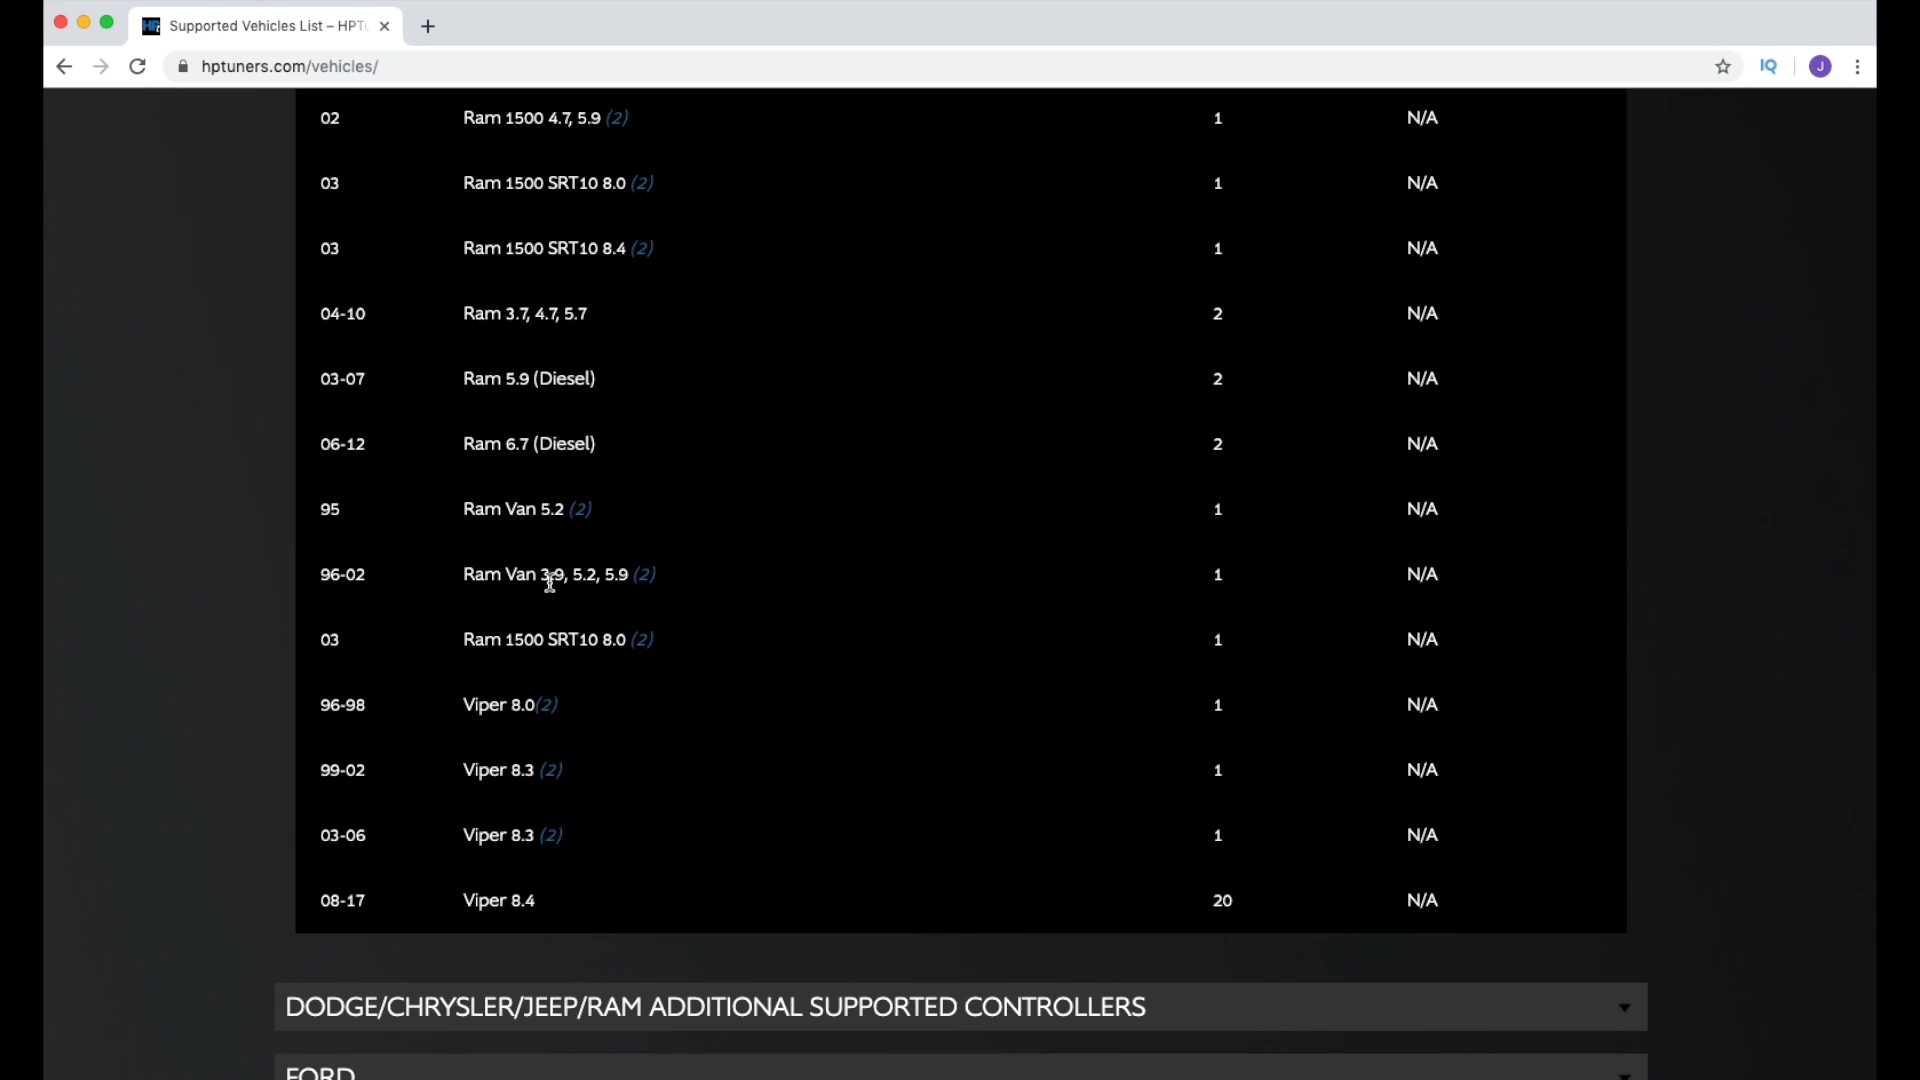 Supported Vehicles List – HPT
hptuners.com/vehicles/
IQ
J
02 Ram 1500 4.7, 5.9 (2) 1 N/A
03 Ram 1500 SRT10 8.0 (2) 1 N/A
03 Ram 1500 SRT10 8.4 (2) 1 N/A
04-10 Ram 3.7, 4.7, 5.7 2 N/A
03-07 Ram 5.9 (Diesel) 2 N/A
06-12 Ram 6.7 (Diesel) 2 N/A
95 Ram Van 5.2 (2) 1 N/A
96-02 Ram Van 3.9, 5.2, 5.9 (2) 1 N/A
03 Ram 1500 SRT10 8.0 (2) 1 N/A
96-98 Viper 8.0(2) 1 N/A
99-02 Viper 8.3 (2) 1 N/A
03-06 Viper 8.3 (2) 1 N/A
08-17 Viper 8.4 20 N/A
DODGE/CHRYSLER/JEEP/RAM ADDITIONAL SUPPORTED CONTROLLERS
FORD